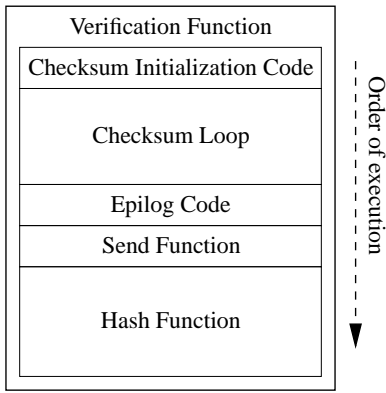 Verification Function
Checksum Initialization Code
Checksum Loop
Epilog Code
Send Function
Hash Function
Order of execution